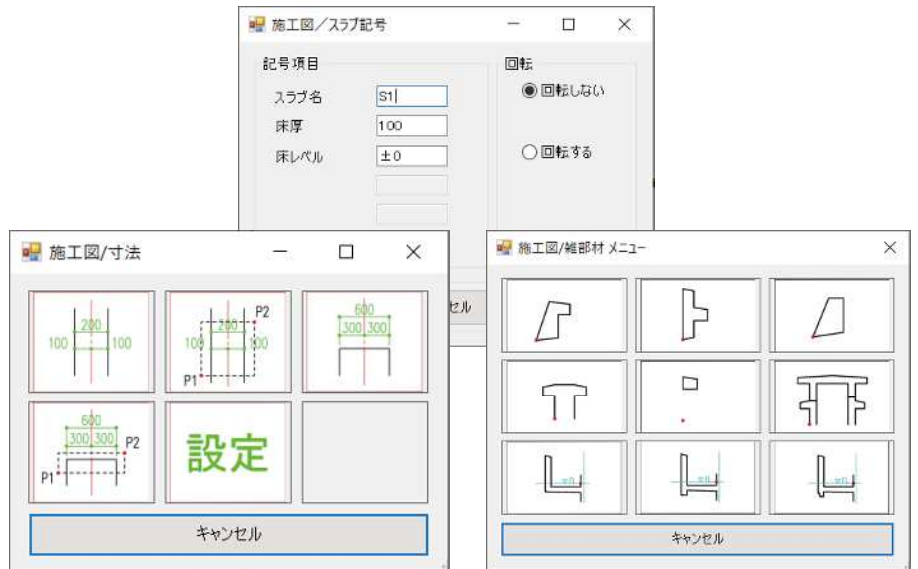 施工図/スラブ記号
記号項目
回転
スラブ名
S1
回転しない
床厚
100
床レベル
±0
回転する
セル
施工図/寸法
200
100
100
200
100
100
P1
P2
600
300
300
600
300
300
P1
P2
設定
キャンセル
施工図/雑部材 メニュー
±0
±0
±0
キャンセル